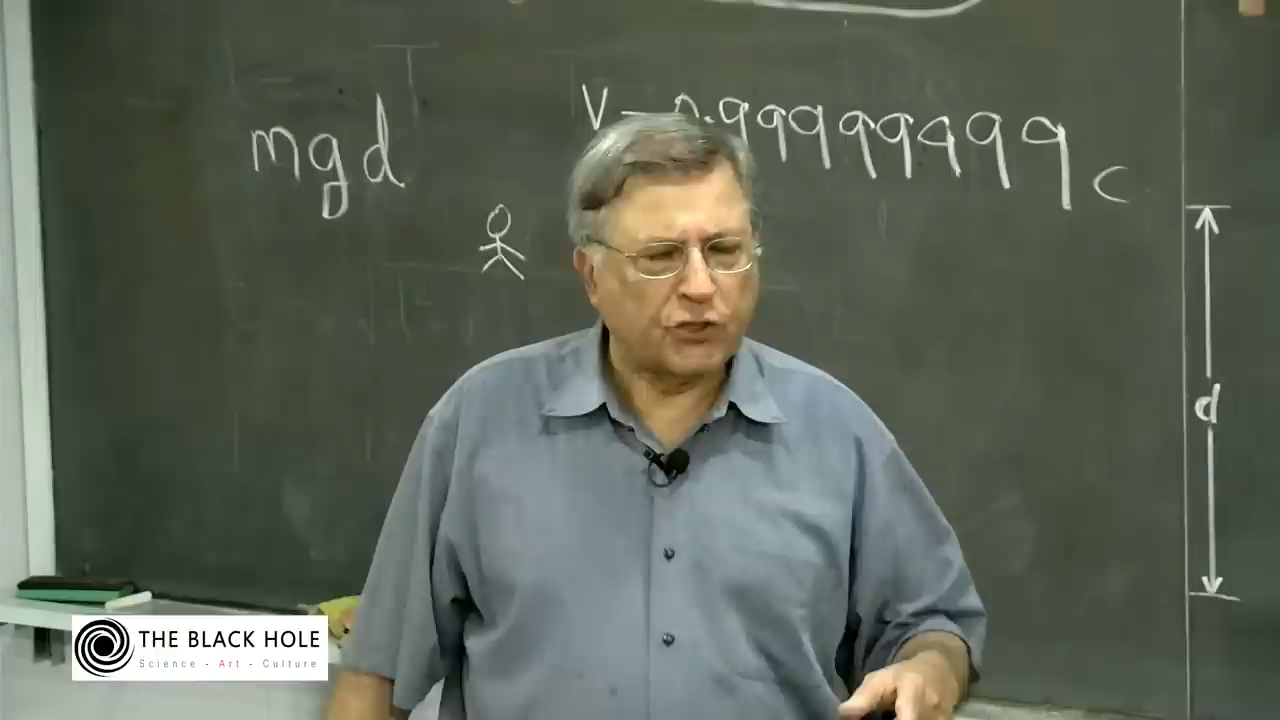 mgd
V = 0.99999999 c
d
THE BLACK HOLE
Science - Art - Culture